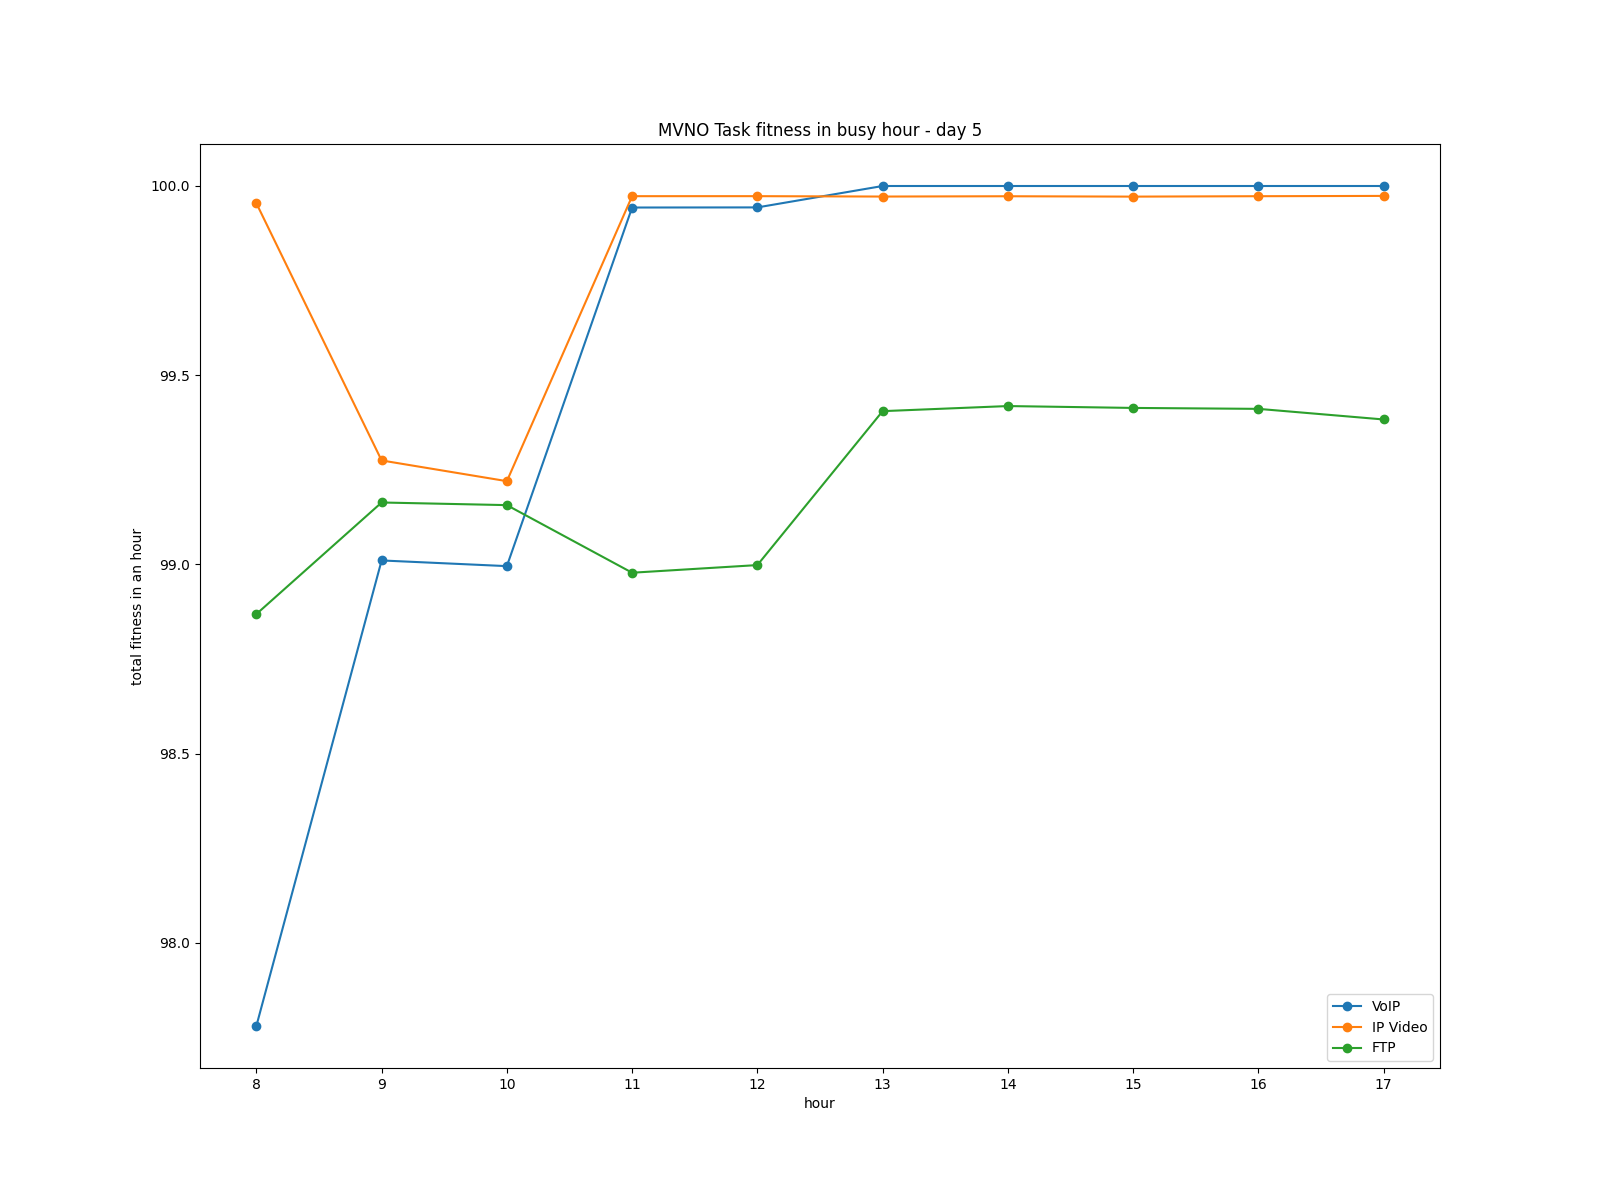 MVNO Task fitness in busy hour - day 5
100.0
99.5
99.0
98.5
98.0
total fitness in an hour
8 9 10 11 12 13 14 15 16 17
hour
VoIP
IP Video
FTP